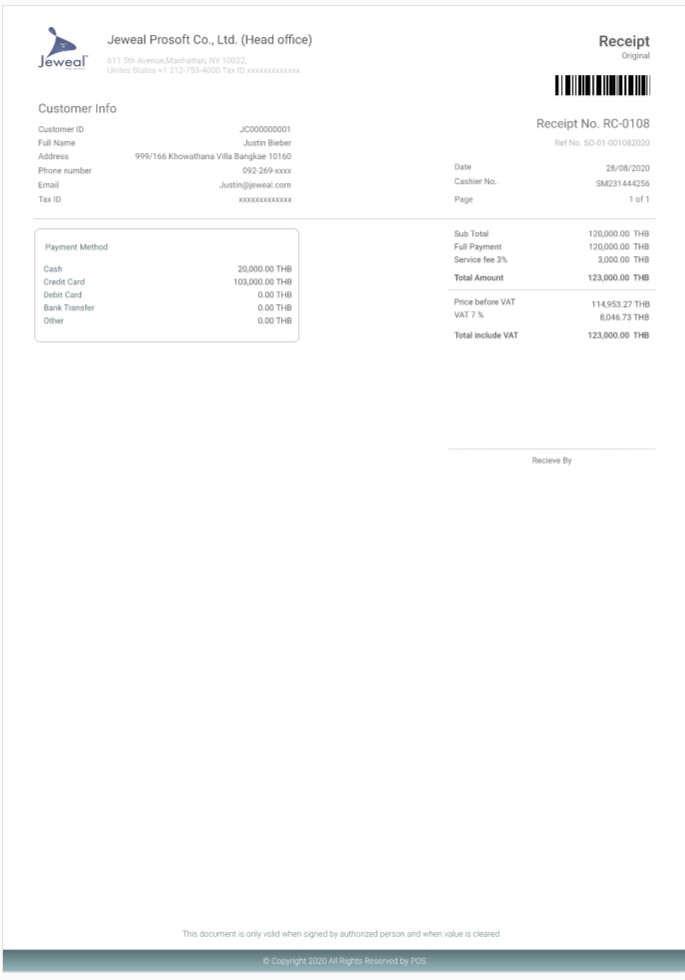 Jeweal
Jeweal Prosoft Co., Ltd. (Head office)
611 5th Avenue,Manhattan, NY 10022,
Unites States +1 212-753-4000 Tax ID xxxxxxxxxxxxx
Receipt
Original
Customer Info
Customer ID JC000000001
Full Name Justin Bieber
Address 999/166 Khowathana Villa Bangkae 10160
Phone number 092-269-xxxx
Email Justin@jeweal.com
Tax ID xxxxxxxxxxxxx
Receipt No. RC-0108
Ref No. SO-01-001082020
Date 28/08/2020
Cashier No. SM231444256
Page 1 of 1
Payment Method
Cash 20,000.00 THB
Credit Card 103,000.00 THB
Debit Card 0.00 THB
Bank Transfer 0.00 THB
Other 0.00 THB
Sub Total 120,000.00 THB
Full Payment 120,000.00 THB
Service fee 3% 3,000.00 THB
Total Amount 123,000.00 THB
Price before VAT 114,953.27 THB
VAT 7 % 8,046.73 THB
Total include VAT 123,000.00 THB
Recieve By
This document is only valid when signed by authorized person and when value is cleared
© Copyright 2020 All Rights Reserved by POS